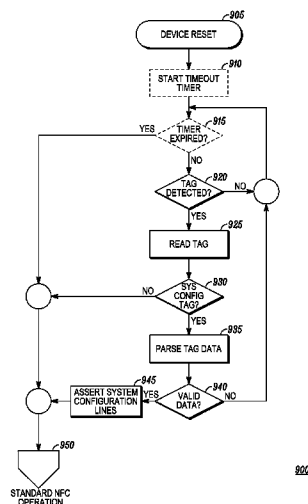 905
DEVICE RESET
910
START TIMEOUT
TIMER
915
YES
TIMER
EXPIRED?
NO
920
TAG
DETECTED?
NO
YES
925
READ TAG
930
NO
SYS
CONFIG
TAG?
YES
935
PARSE TAG DATA
945
940
ASSERT SYSTEM
CONFIGURATION
LINES
YES
VALID
DATA?
NO
950
STANDARD NFC
OPERATION
900